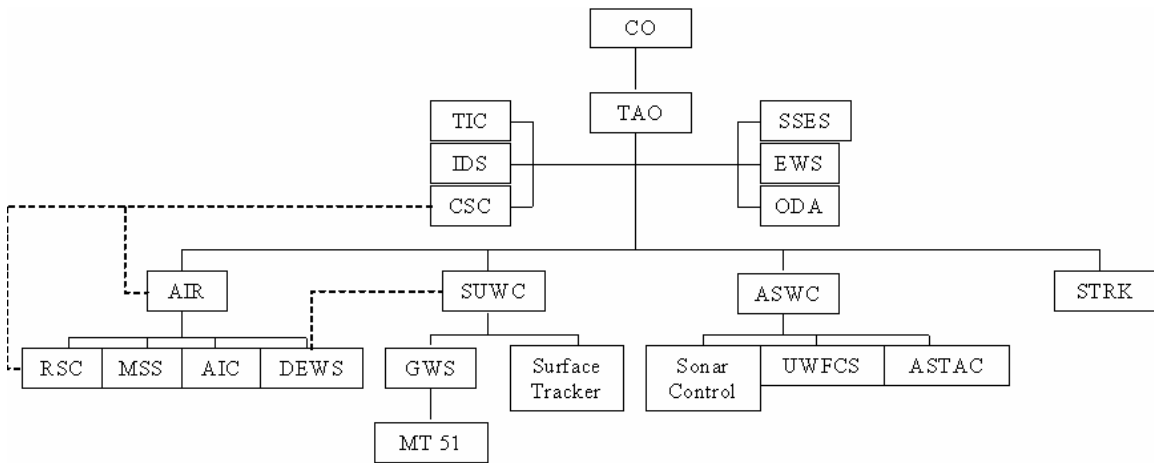 CO
TAO
TIC
SSES
IDS
EWS
CSC
ODA
AIR
SUWC
ASWC
STRK
RSC
MSS
AIC
DEWS
GWS
Surface
Tracker
Sonar
Control
UWFCS
ASTAC
MT 51